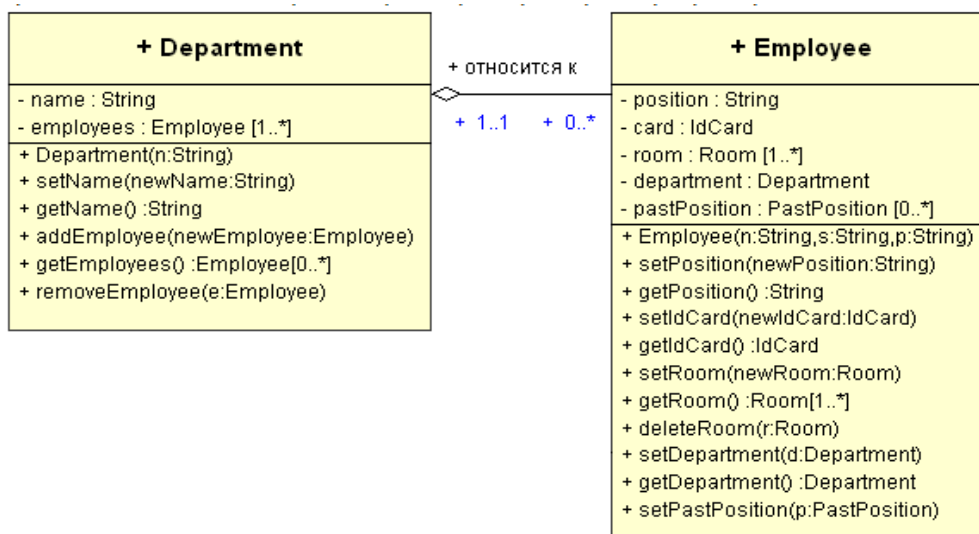 + Department
- name : String
- employees : Employee [1..*]
+ Department(n:String)
+ setName(newName:String)
+ getName() :String
+ addEmployee(newEmployee:Employee)
+ getEmployees() :Employee[0..*]
+ removeEmployee(e:Employee)
+ относится к
+ 1..1 + 0..*
+ Employee
- position : String
- card : IdCard
- room : Room [1..*]
- department : Department
- pastPosition : PastPosition [0..*]
+ Employee(n:String,s:String,p:String)
+ setPosition(newPosition:String)
+ getPosition() :String
+ setIdCard(newIdCard:IdCard)
+ getIdCard() :IdCard
+ setRoom(newRoom:Room)
+ getRoom() :Room[1..*]
+ deleteRoom(r:Room)
+ setDepartment(d:Department)
+ getDepartment() :Department
+ setPastPosition(p:PastPosition)